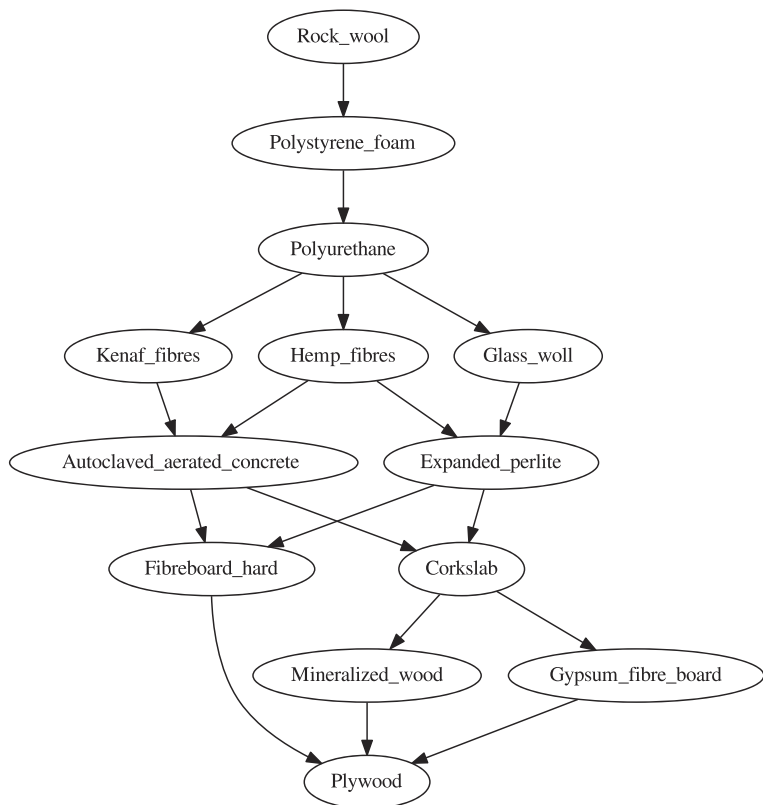 Rock_wool
Polystyrene_foam
Polyurethane
Kenaf_fibres
Hemp_fibres
Glass_woll
Autoclaved_aerated_concrete
Expanded_perlite
Fibreboard_hard
Corkslab
Mineralized_wood
Gypsum_fibre_board
Plywood